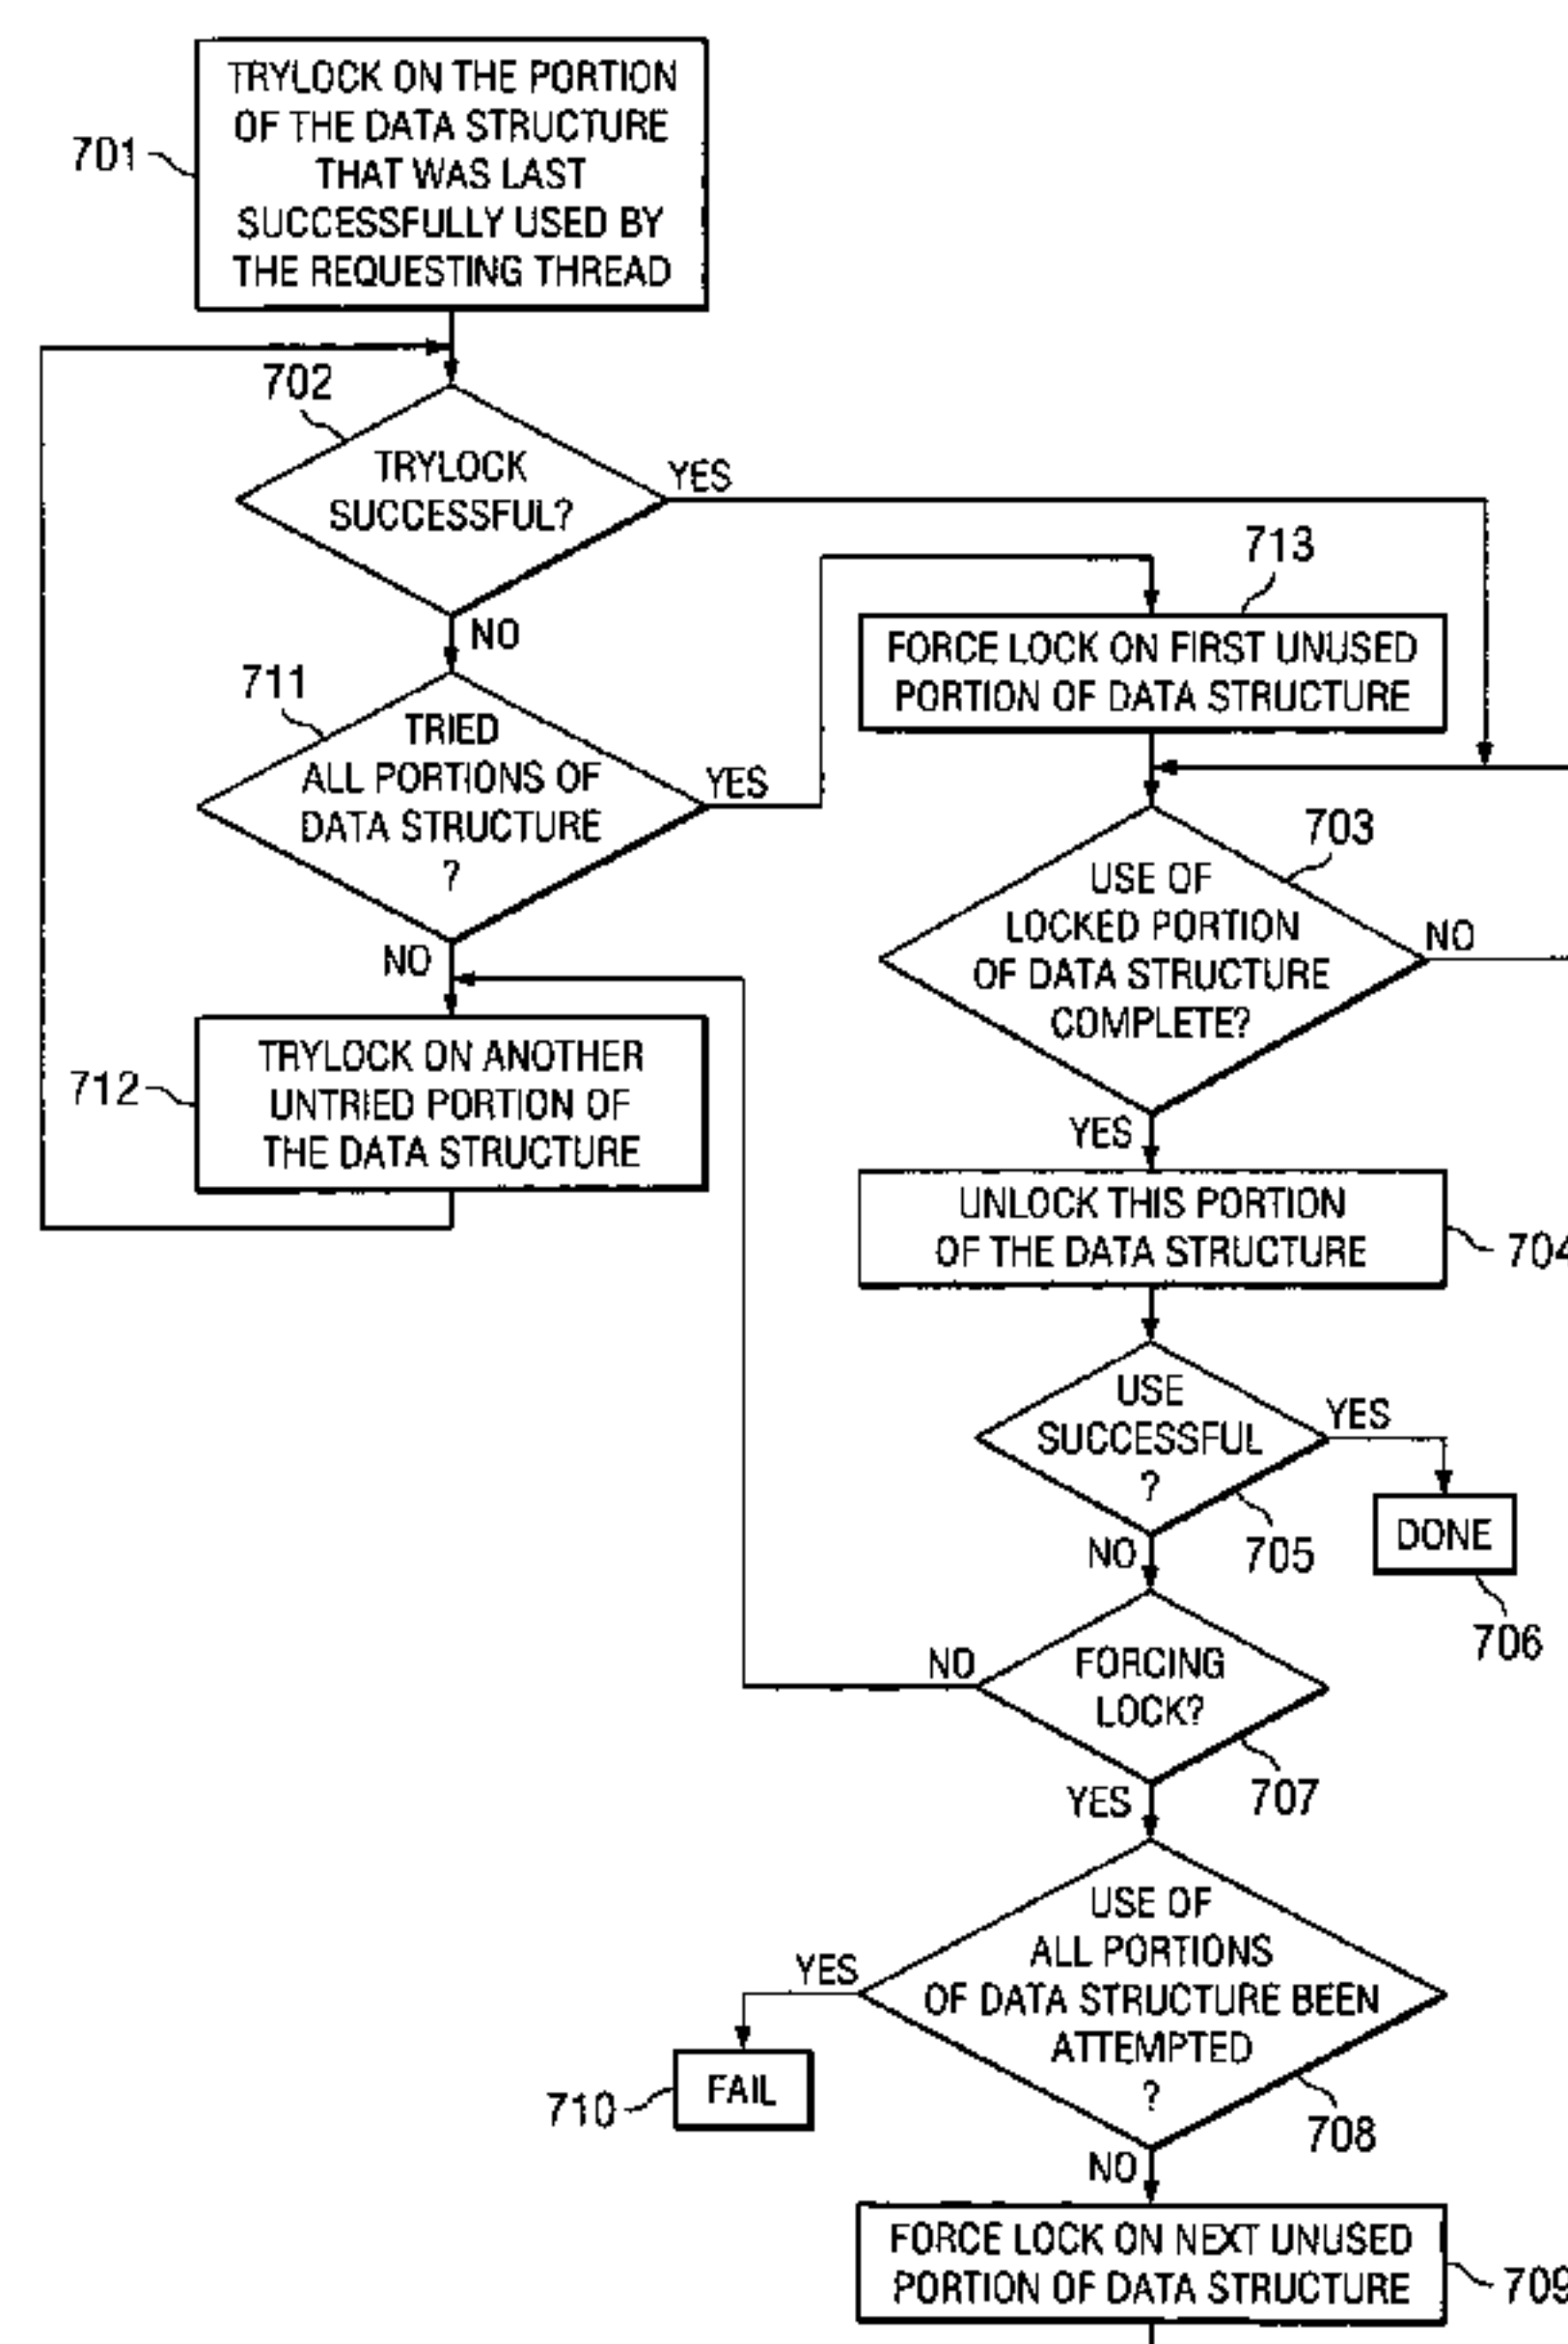 TRYLOCK ON THE PORTION
OF THE DATA STRUCTURE
THAT WAS LAST
SUCCESSFULLY USED BY
THE REQUESTING THREAD
701
702
TRYLOCK
SUCCESSFUL?
YES
NO
711
TRIED
ALL PORTIONS OF
DATA STRUCTURE
?
YES
NO
712
TRYLOCK ON ANOTHER
UNTRIED PORTION OF
THE DATA STRUCTURE
713
FORCE LOCK ON FIRST UNUSED
PORTION OF DATA STRUCTURE
703
USE OF
LOCKED PORTION
OF DATA STRUCTURE
COMPLETE?
NO
YES
UNLOCK THIS PORTION
OF THE DATA STRUCTURE
704
USE
SUCCESSFUL
?
YES
NO
705
DONE
706
FORCING
LOCK?
NO
YES
707
USE OF
ALL PORTIONS
OF DATA STRUCTURE BEEN
ATTEMPTED
?
YES
FAIL
710
708
NO
FORCE LOCK ON NEXT UNUSED
PORTION OF DATA STRUCTURE
709